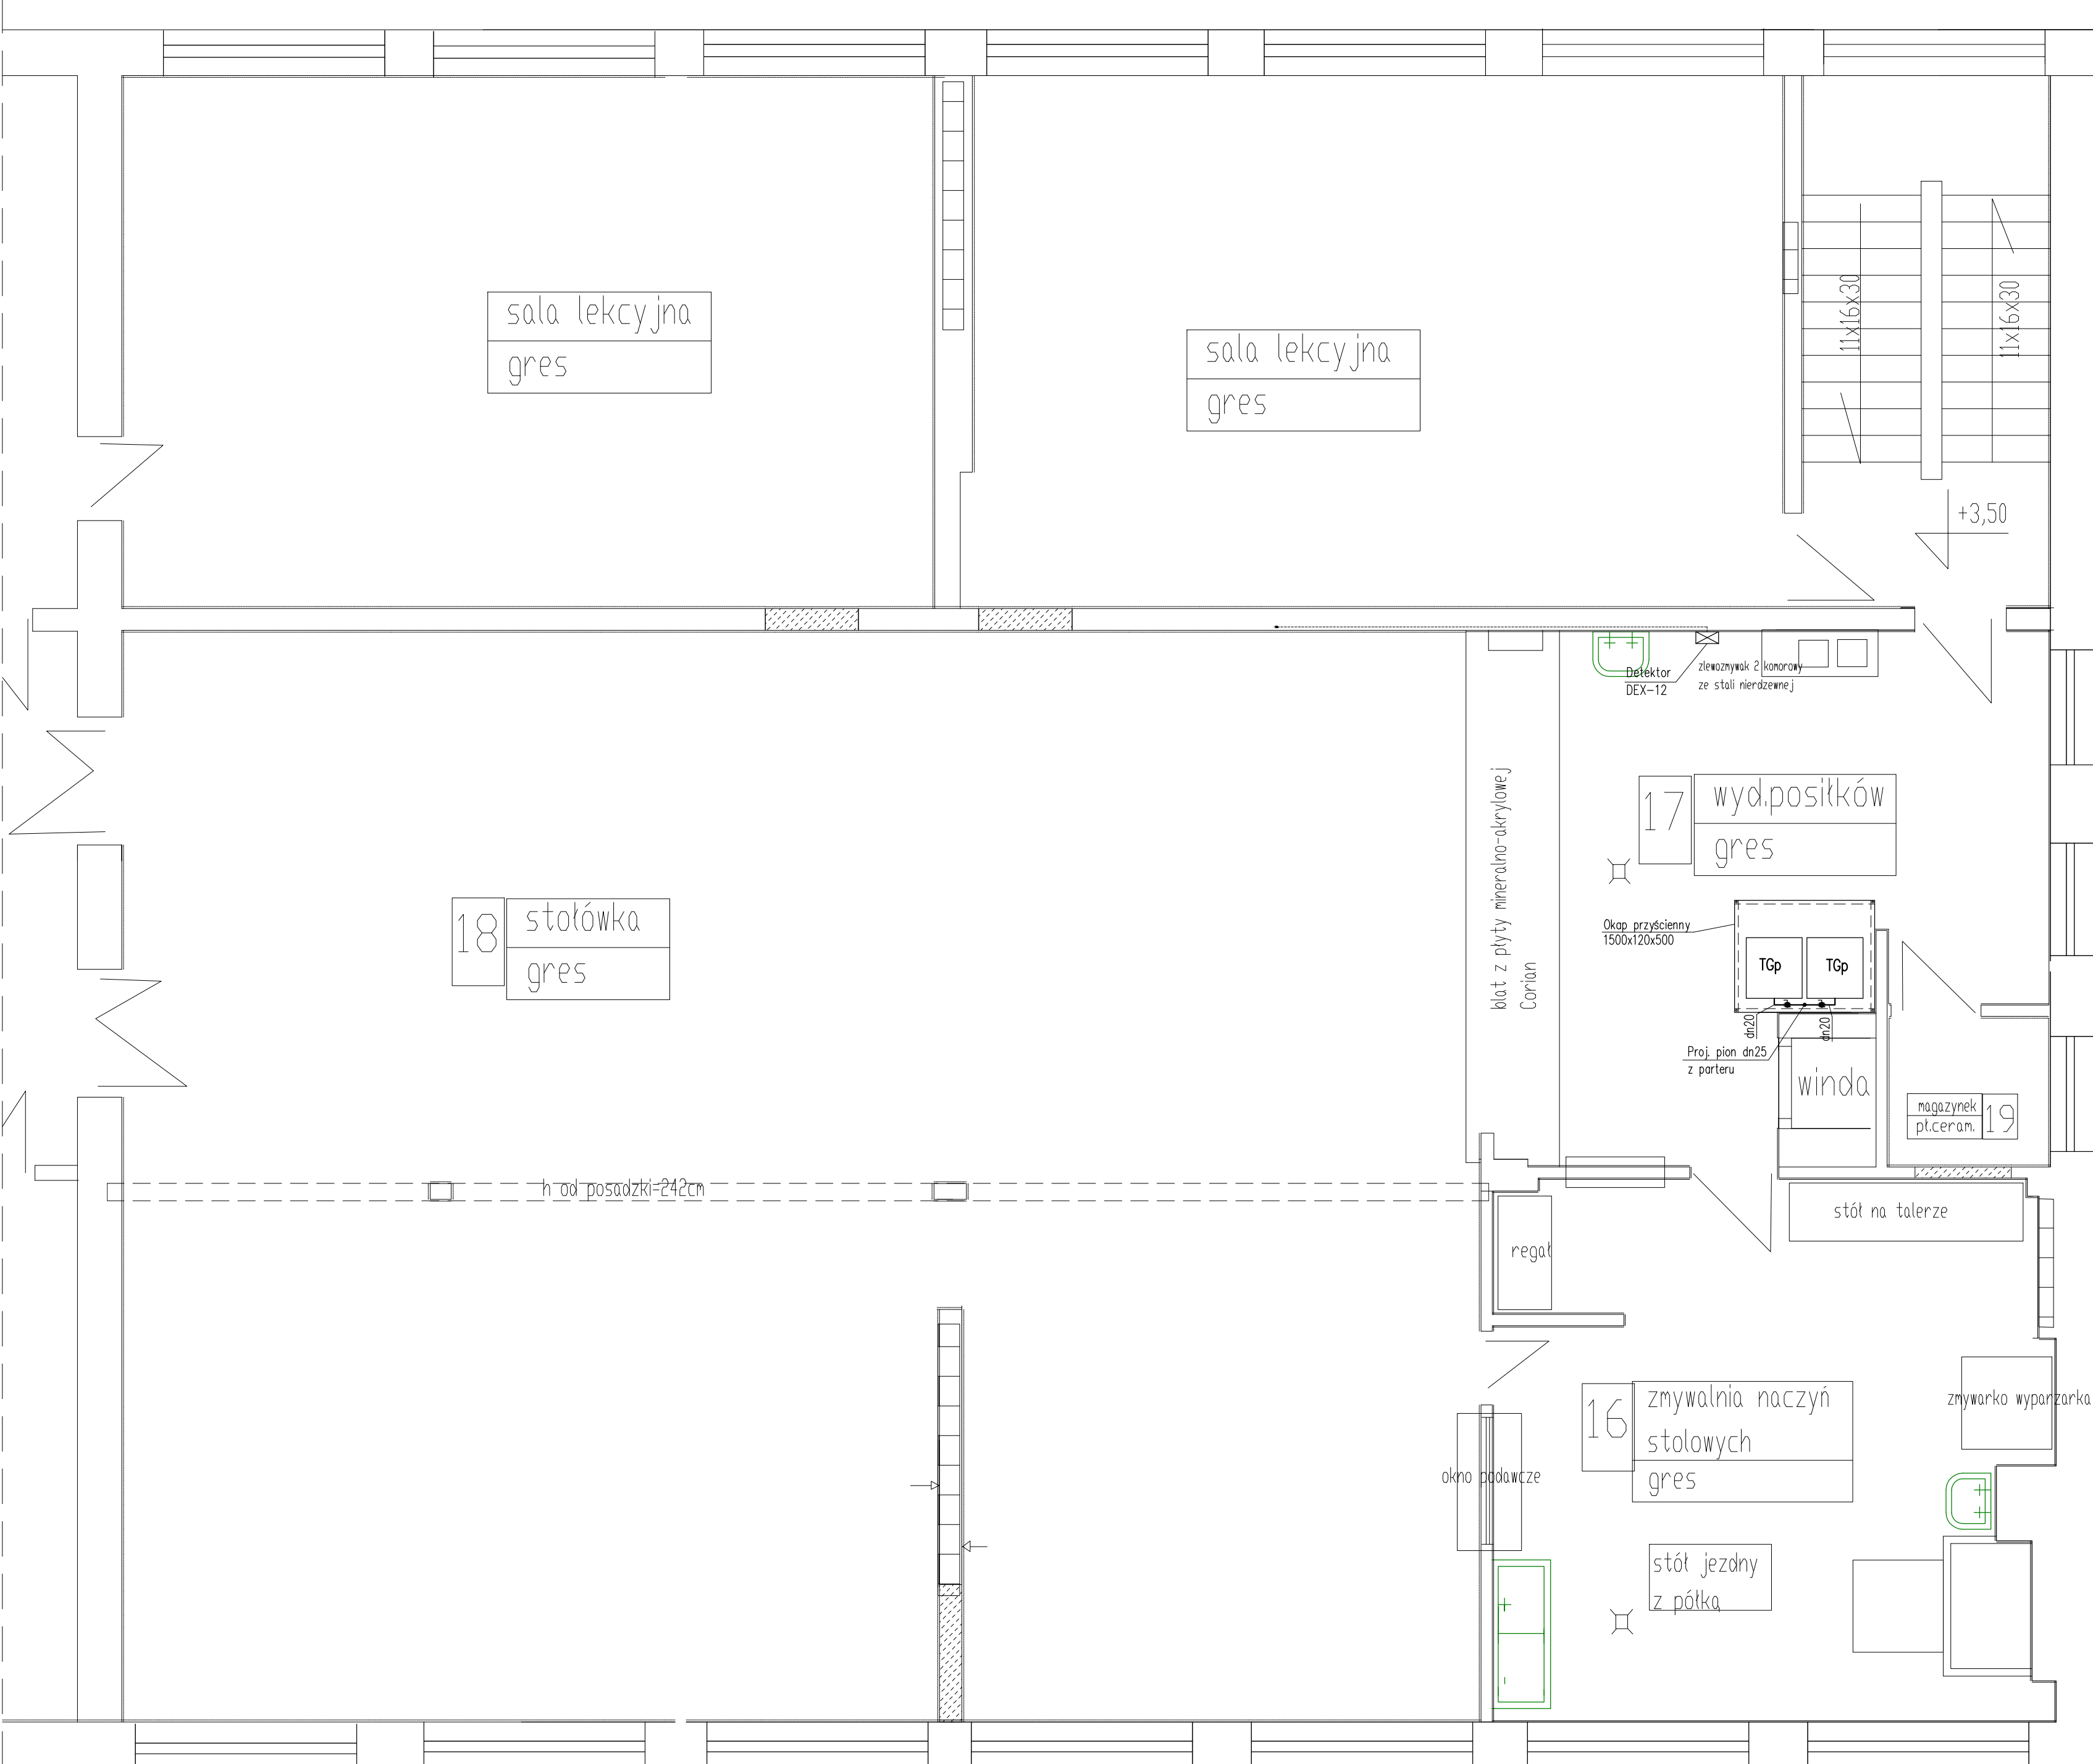 sala lekcyjna
gres
sala lekcyjna
gres
11x16x30
11x16x30
+3,50
Detektor
DEX-12
zlewozmywak 2 komorowy
ze stali nierdzewnej
blat z płyty mineralno-akrylowej
Corian
17
wyd.posiłków
gres
18
stołówka
gres
Okap przyścienny
1500x120x500
TGp
TGp
dn20
dn20
Proj. pion dn25
z parteru
winda
magazynek
pł.ceram.
19
h od posadzki=242cm
stół na talerze
regał
16
zmywalnia naczyń
stolowych
gres
zmywarko wyparzarka
okno podawcze
stół jezdny
z półką